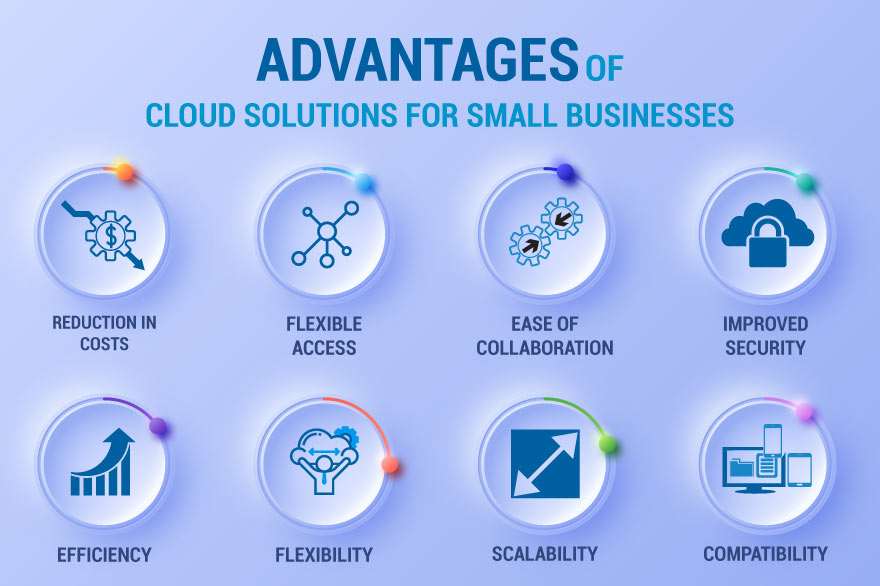 ADVANTAGES OF
CLOUD SOLUTIONS FOR SMALL BUSINESSES
$
REDUCTION IN
COSTS
FLEXIBLE
ACCESS
EASE OF
COLLABORATION
IMPROVED
SECURITY
EFFICIENCY
FLEXIBILITY
SCALABILITY
COMPATIBILITY